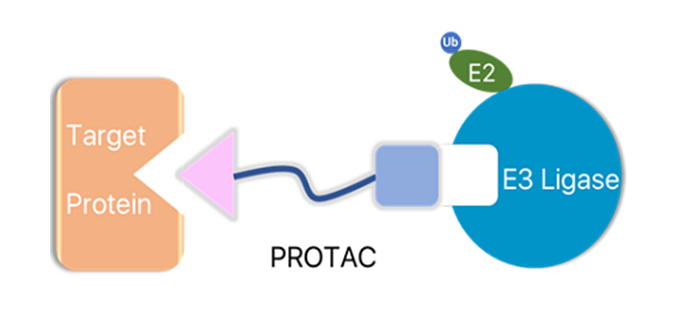 Ub
E2
Target
Protein
E3 Ligase
PROTAC